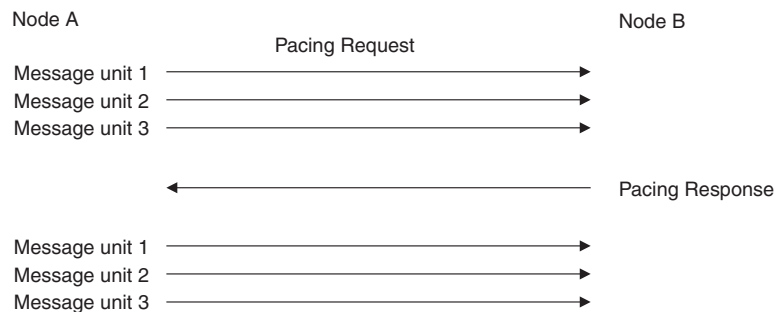 Node A
Node B
Pacing Request
Message unit 1
Message unit 2
Message unit 3
Pacing Response
Message unit 1
Message unit 2
Message unit 3